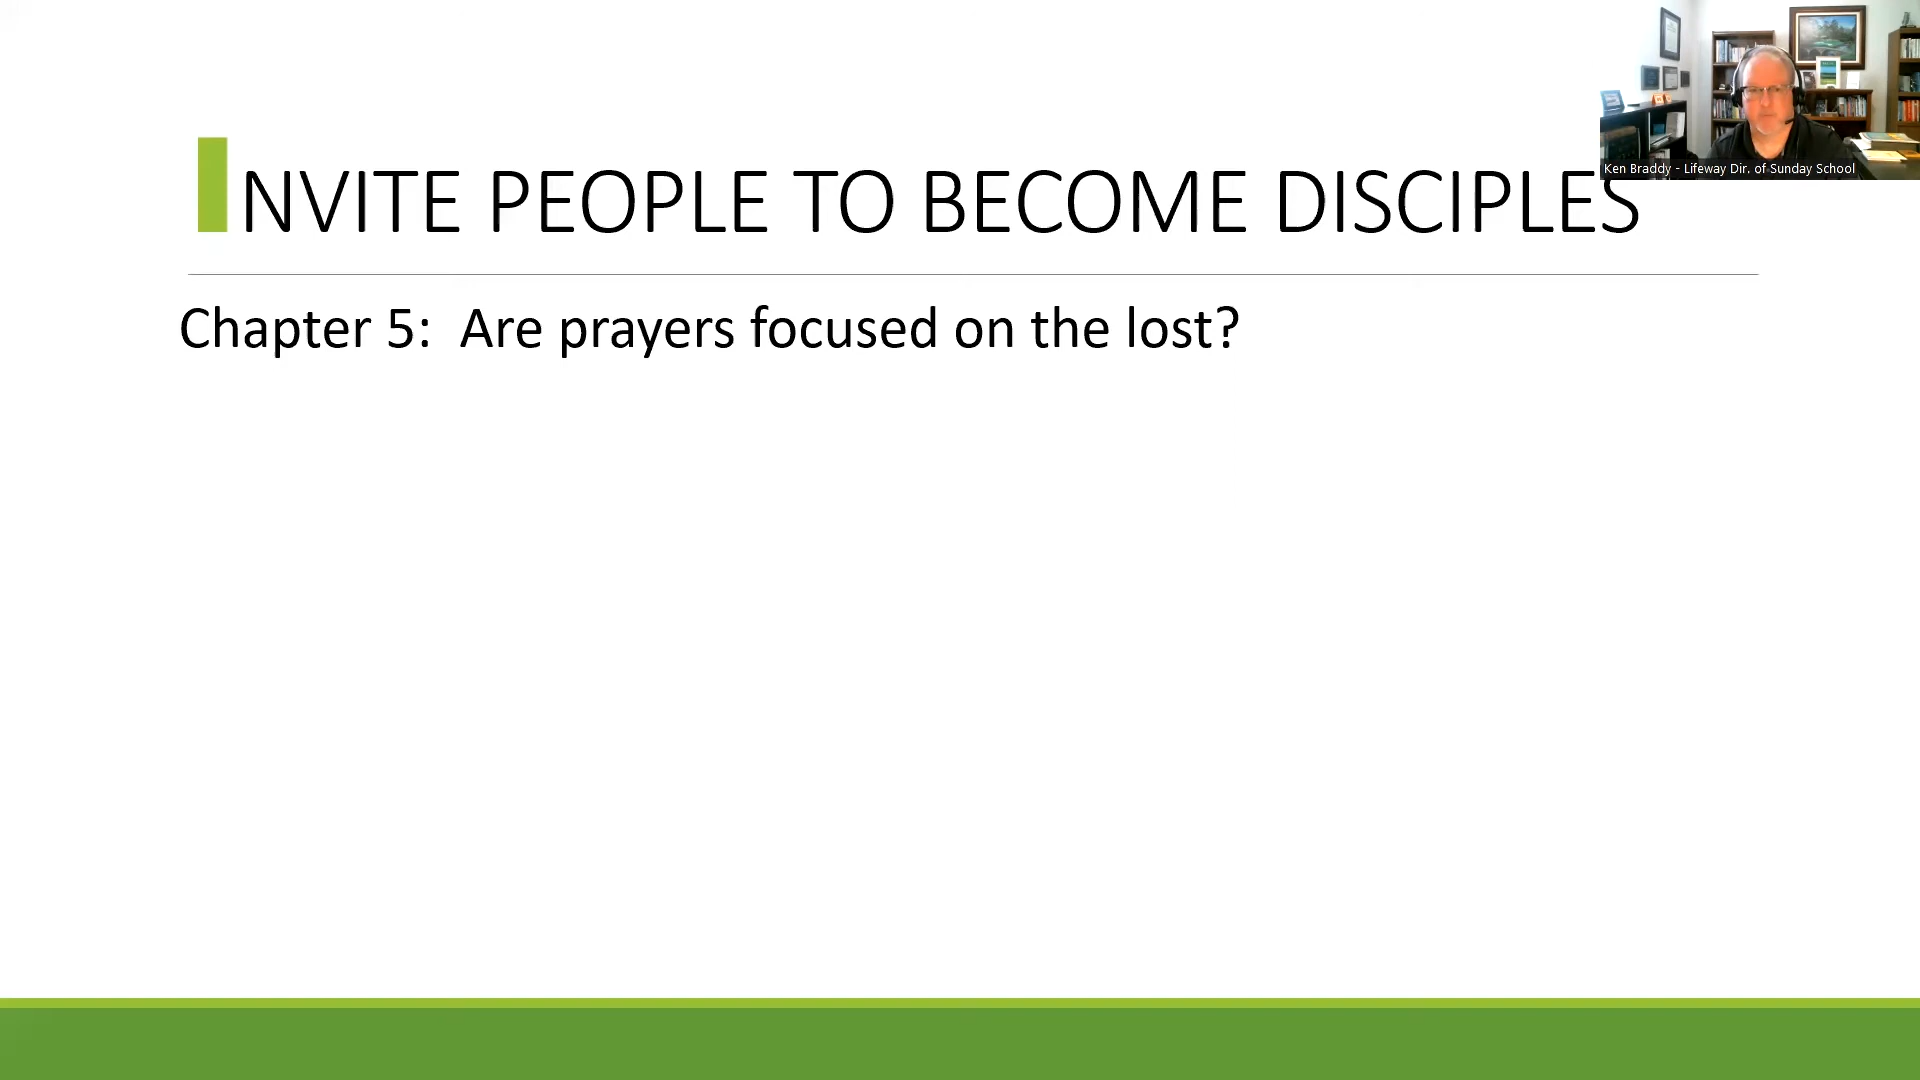 INVITE PEOPLE TO BECOME DISCIPLES
Chapter 5: Are prayers focused on the lost?
Ken Braddy - Lifeway Dir. of Sunday School